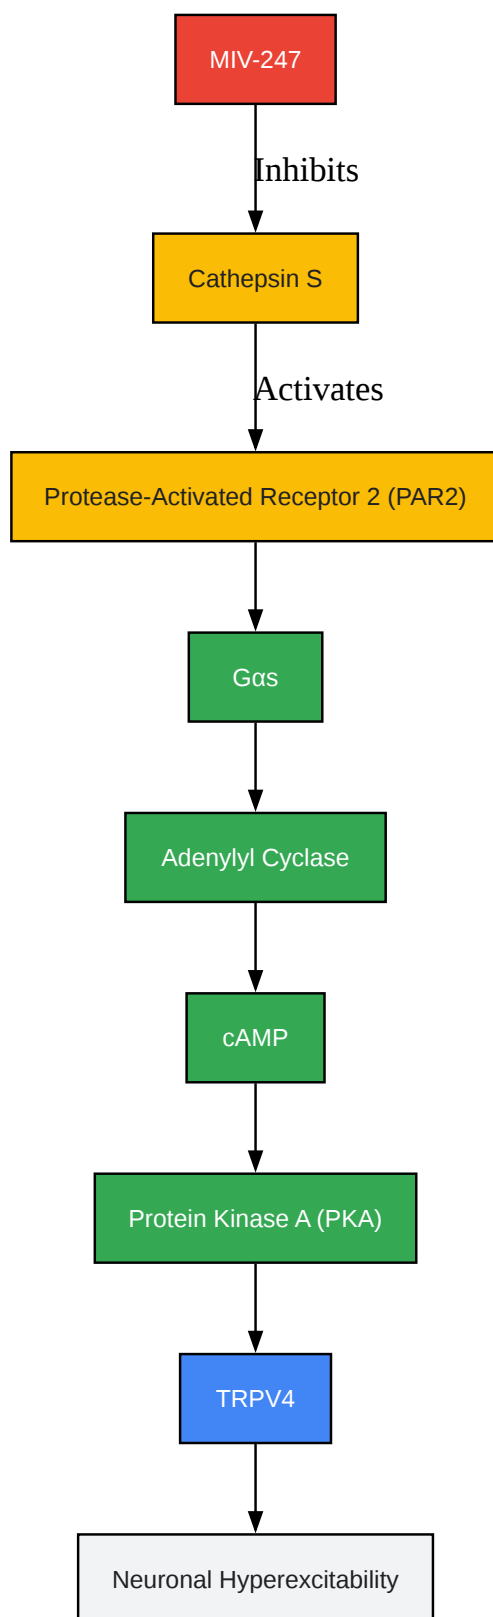 MIV-247
Inhibits
Cathepsin S
Activates
Protease-Activated Receptor 2 (PAR2)
Gαs
Adenylyl Cyclase
cAMP
Protein Kinase A (PKA)
TRPV4
Neuronal Hyperexcitability